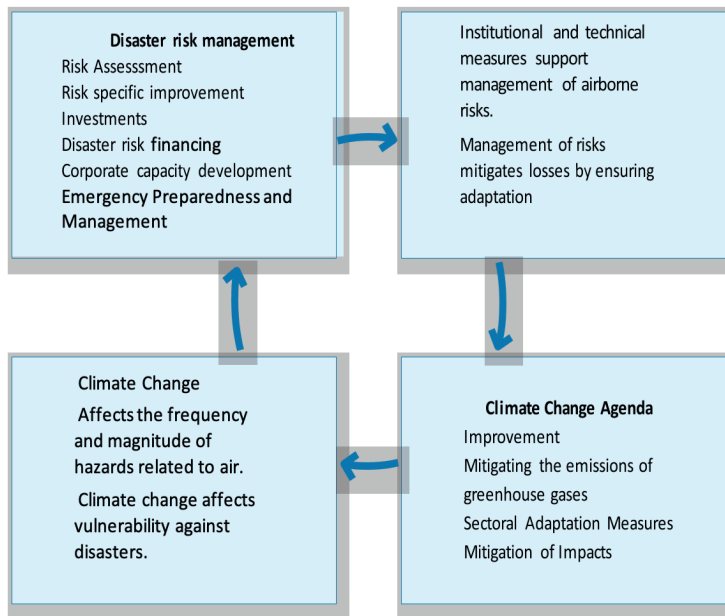 Disaster risk management
Risk Assesssment
Risk specific improvement
Investments
Disaster risk financing
Corporate capacity development
Emergency Preparedness and
Management
Institutional and technical
measures support
management of airborne
risks.
Management of risks
mitigates losses by ensuring
adaptation
Climate Change
Affects the frequency
and magnitude of
hazards related to air.
Climate change affects
vulnerability against
disasters.
Climate Change Agenda
Improvement
Mitigating the emissions of
greenhouse gases
Sectoral Adaptation Measures
Mitigation of Impacts